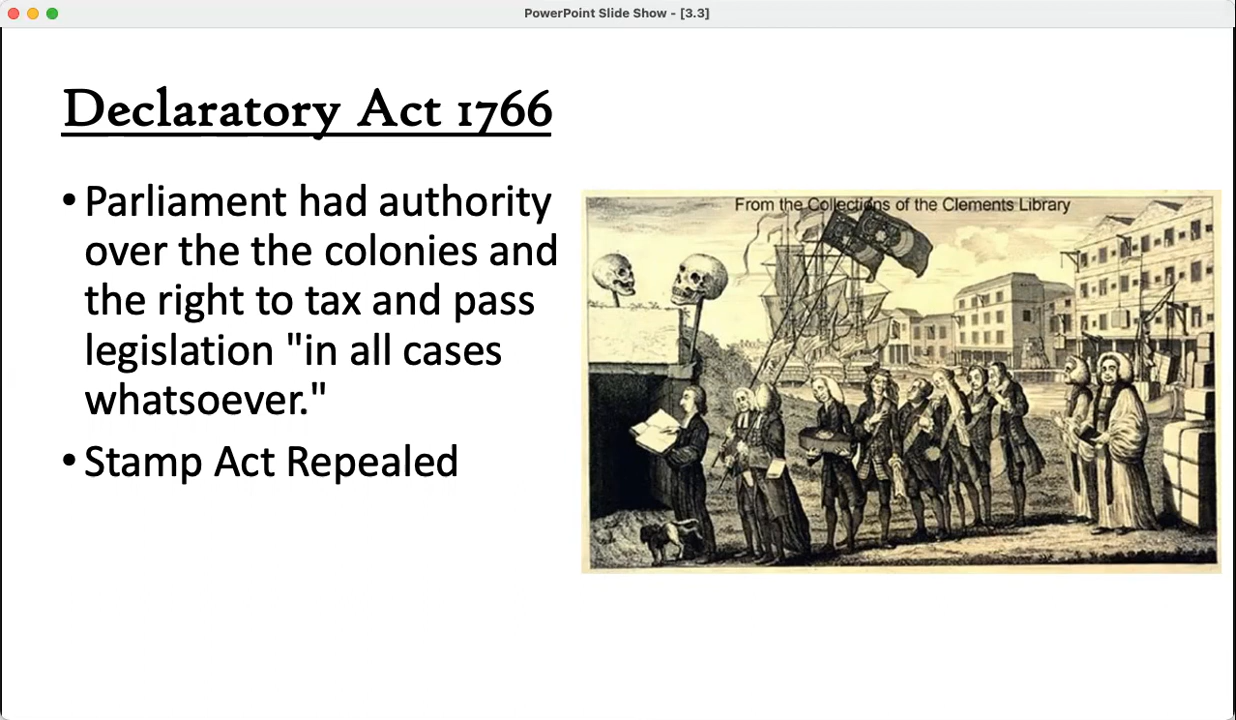 PowerPoint Slide Show - [3.3]
Declaratory Act 1766
• Parliament had authority
over the the colonies and
the right to tax and pass
legislation "in all cases
whatsoever."
• Stamp Act Repealed
From the Collections of the Clements Library